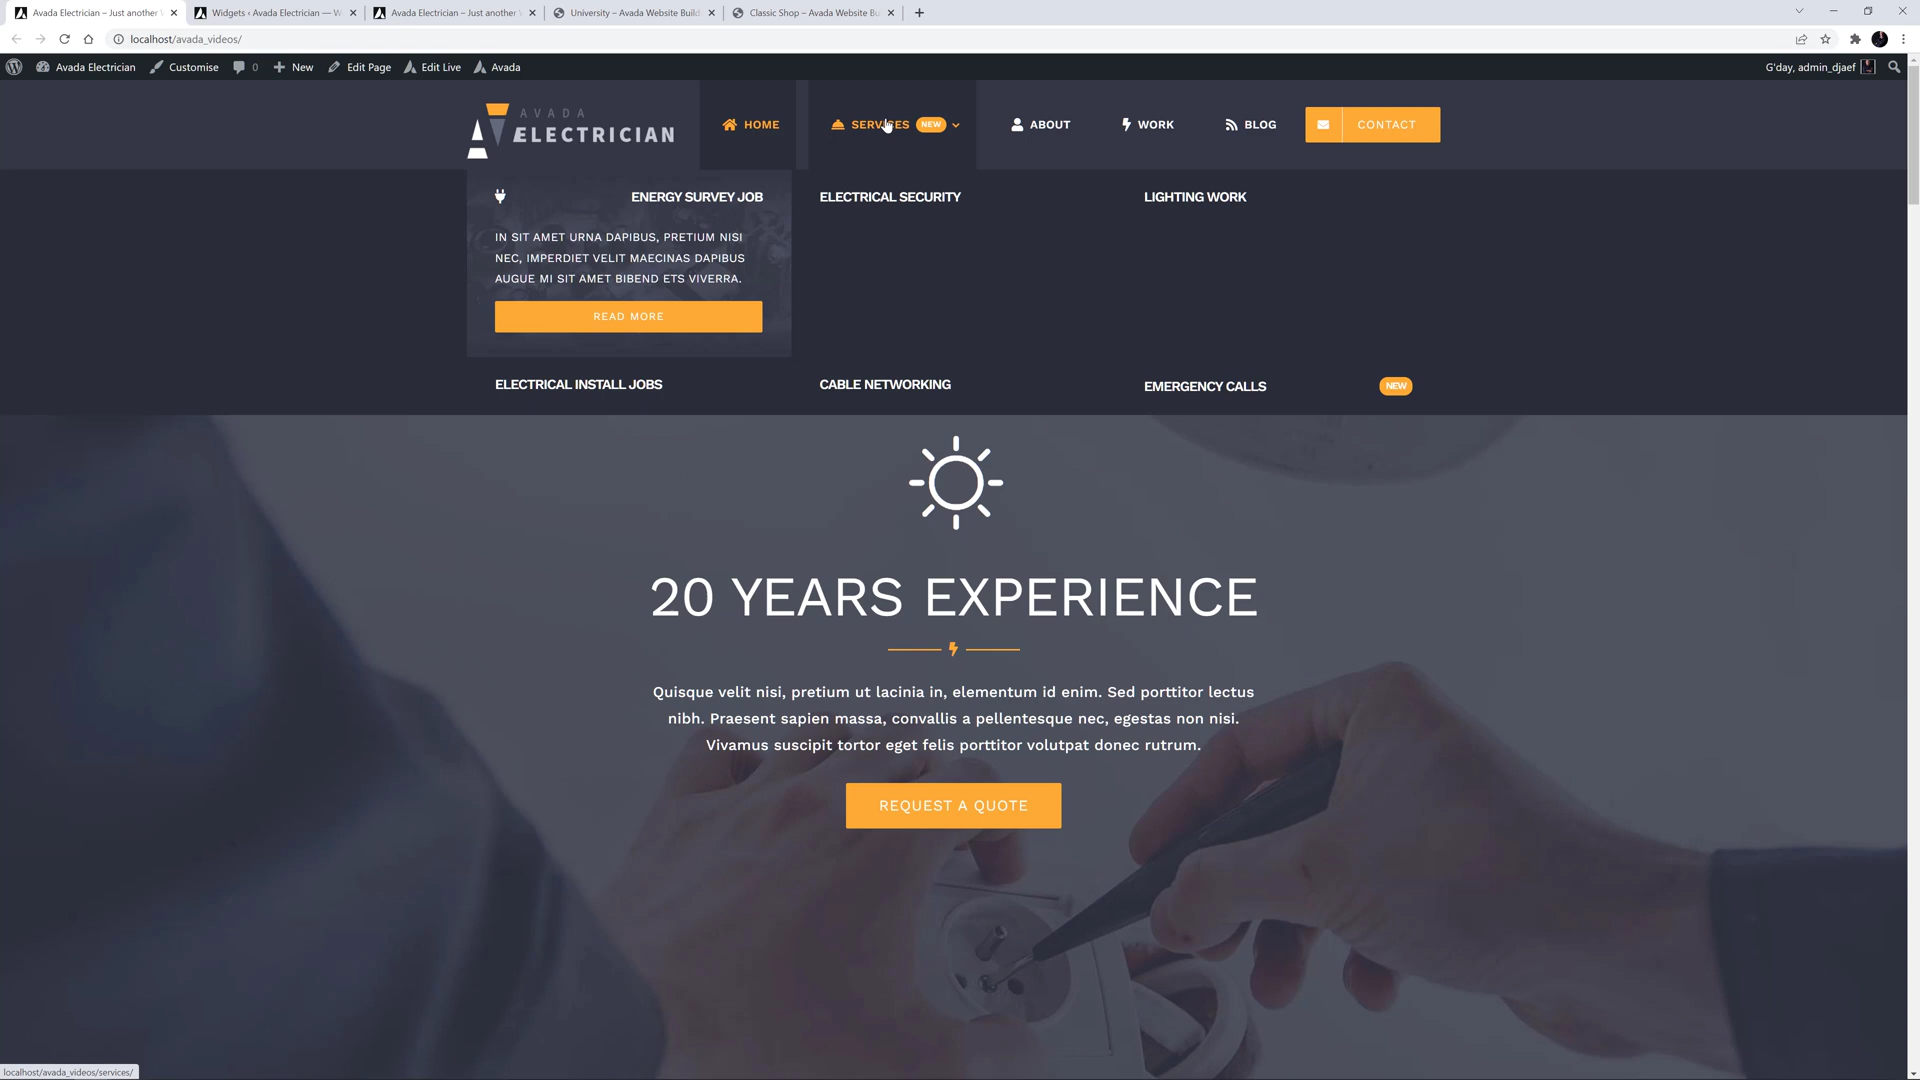 Avada Electrician – Just another
Widgets ‹ Avada Electrician — W
Avada Electrician – Just another
University – Avada Website Build
Classic Shop – Avada Website Bu
localhost/avada_videos/
Avada Electrician
Customise
0
New
Edit Page
Edit Live
Avada
G'day, admin_djaef
AVADA
ELECTRICIAN
HOME
SERVICES
NEW
ABOUT
WORK
BLOG
CONTACT
ENERGY SURVEY JOB
ELECTRICAL SECURITY
LIGHTING WORK
IN SIT AMET URNA DAPIBUS, PRETIUM NISI
NEC, IMPERDIET VELIT MAECINAS DAPIBUS
AUGUE MI SIT AMET BIBEND ETS VIVERRA.
READ MORE
ELECTRICAL INSTALL JOBS
CABLE NETWORKING
EMERGENCY CALLS
NEW
20 YEARS EXPERIENCE
Quisque velit nisi, pretium ut lacinia in, elementum id enim. Sed porttitor lectus
nibh. Praesent sapien massa, convallis a pellentesque nec, egestas non nisi.
Vivamus suscipit tortor eget felis porttitor volutpat donec rutrum.
REQUEST A QUOTE
localhost/avada_videos/services/